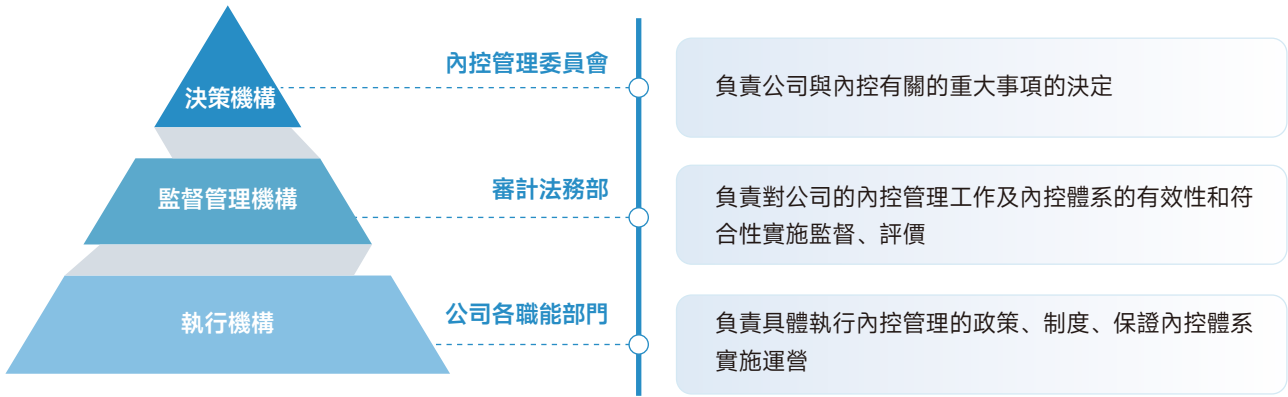 決策機構
內控管理委員會
負責公司與內控有關的重大事項的決定
監督管理機構
審計法務部
負責對公司的內控管理工作及內控體系的有效性和符
合性實施監督、評價
執行機構
公司各職能部門
負責具體執行內控管理的政策、制度、保證內控體系
實施運營